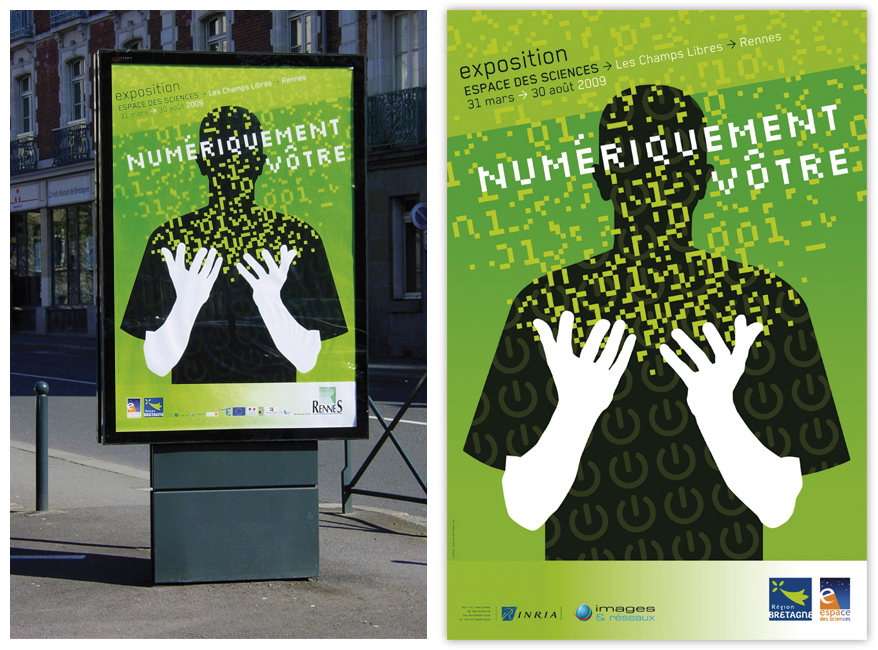 exposition
ESPACE DES SCIENCES → Les Champs Libres → Rennes
31 mars → 30 août 2009
NUMÉRIQUEMENT
VÔTRE
Région
BRETAGNE
RENNES
exposition
ESPACE DES SCIENCES → Les Champs Libres → Rennes
31 mars → 30 août 2009
NUMÉRIQUEMENT
VÔTRE
INRIA
images
& réseaux
Région
BRETAGNE
espace
des sciences